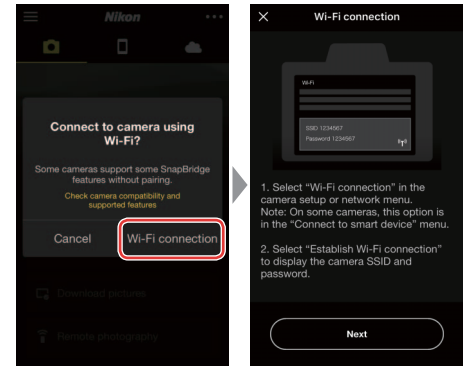 Nikon
Connect to camera using
Wi-Fi?
Some cameras support some SnapBridge
features without pairing.
Check camera compatibility and
supported features
Cancel
Wi-Fi connection
Download pictures
Remote photography
Wi-Fi connection
Wi-Fi
SSID 1234567
Password 1234567
1. Select “Wi-Fi connection” in the
camera setup or network menu.
Note: On some cameras, this option is
in the “Connect to smart device” menu.
2. Select “Establish Wi-Fi connection”
to display the camera SSID and
password.
Next